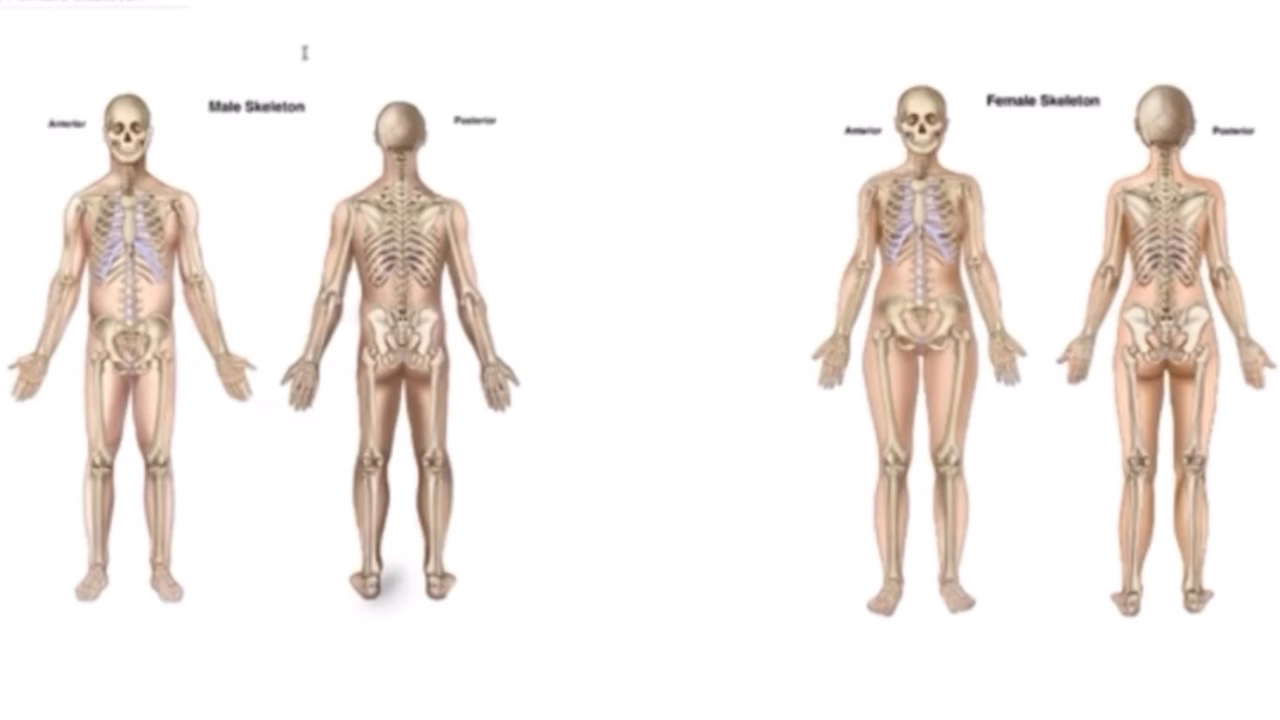 Male Skeleton
Anterior
Posterior
Female Skeleton
Anterior
Posterior